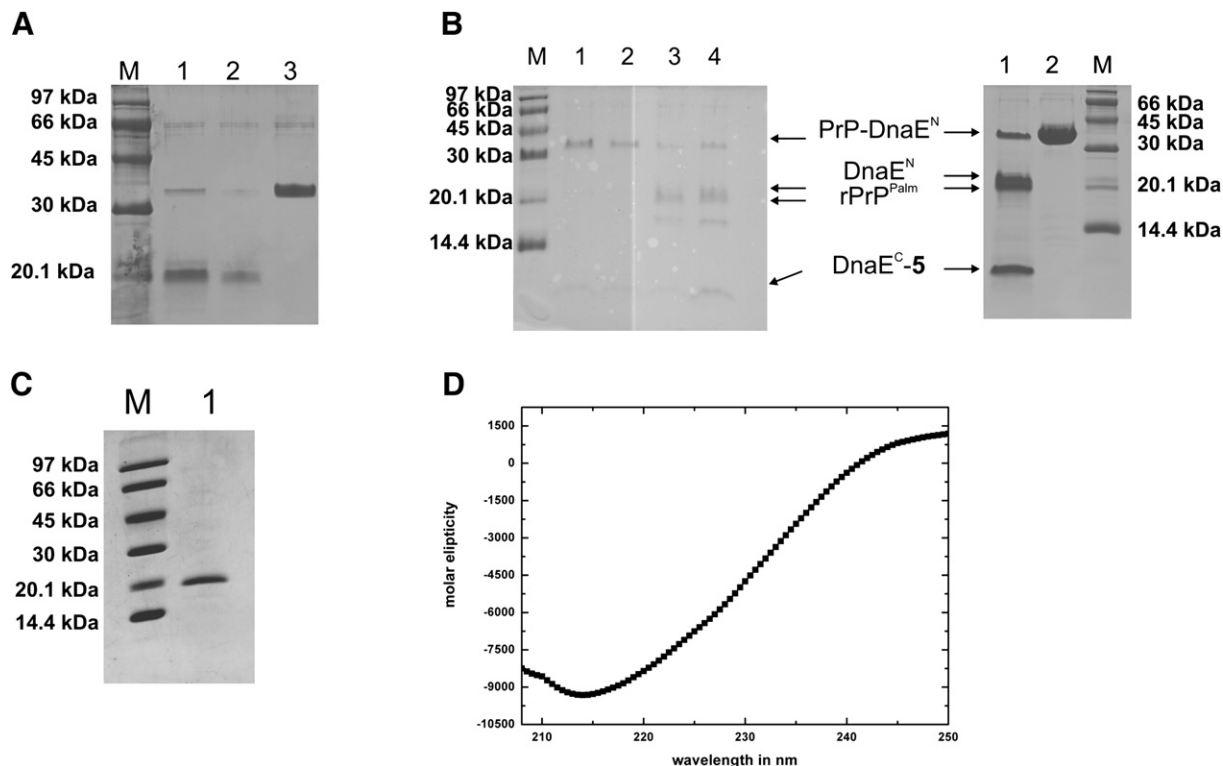 A
M 1 2 3
97 kDa
66 kDa
45 kDa
30 kDa
20.1 kDa
B
M 1 2 3 4
97 kDa
66 kDa
45 kDa
30 kDa
20.1 kDa
14.4 kDa
PrP-DnaE^N
DnaE^N
rPrP^Palm
DnaE^C-5
1 2 M
66 kDa
45 kDa
30 kDa
20.1 kDa
14.4 kDa
C
M 1
97 kDa
66 kDa
45 kDa
30 kDa
20.1 kDa
14.4 kDa
D
molar elipticity
1500
0
-1500
-3000
-4500
-6000
-7500
-9000
-10500
210 220 230 240 250
wavelength in nm